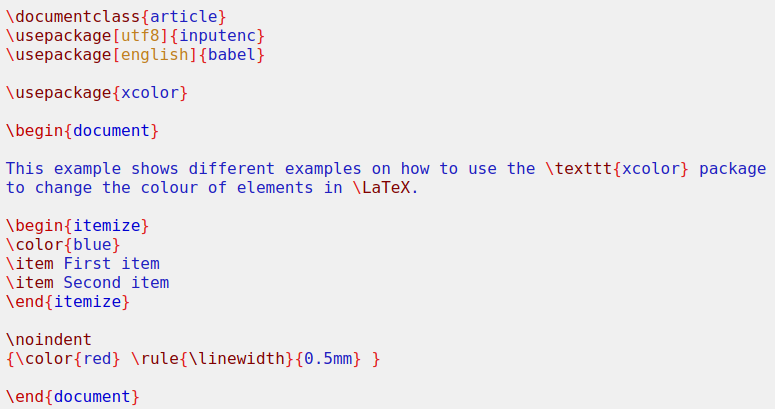 \documentclass{article}
\usepackage[utf8]{inputenc}
\usepackage[english]{babel}

\usepackage{xcolor}

\begin{document}

This example shows different examples on how to use the \texttt{xcolor} package
to change the colour of elements in \LaTeX.

\begin{itemize}
\color{blue}
\item First item
\item Second item
\end{itemize}

\noindent
{\color{red} \rule{\linewidth}{0.5mm} }

\end{document}